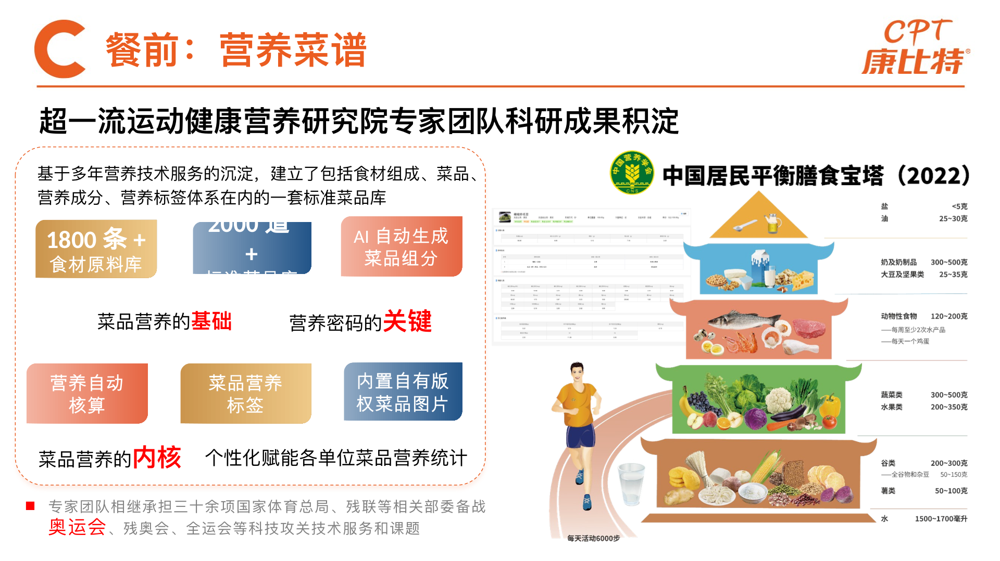 餐前：营养菜谱
CPT
康比特®
超一流运动健康营养研究院专家团队科研成果积淀
基于多年营养技术服务的沉淀，建立了包括食材组成、菜品、
营养成分、营养标签体系在内的一套标准菜品库
1800 条 +
食材原料库
2000 道
+
标准菜品库
AI 自动生成
菜品组分
菜品营养的基础
营养密码的关键
营养自动
核算
菜品营养
标签
内置自有版
权菜品图片
菜品营养的内核
个性化赋能各单位菜品营养统计
专家团队相继承担三十余项国家体育总局、残联等相关部委备战
奥运会、残奥会、全运会等科技攻关技术服务和课题
中国营养学会
CNS
中国居民平衡膳食宝塔（2022）
盐 <5克
油 25~30克
奶及奶制品 300~500克
大豆及坚果类 25~35克
动物性食物 120~200克
——每周至少2次水产品
——每天一个鸡蛋
蔬菜类 300~500克
水果类 200~350克
谷类 200~300克
——全谷物和杂豆 50~150克
薯类 50~100克
水 1500~1700毫升
每天活动6000步